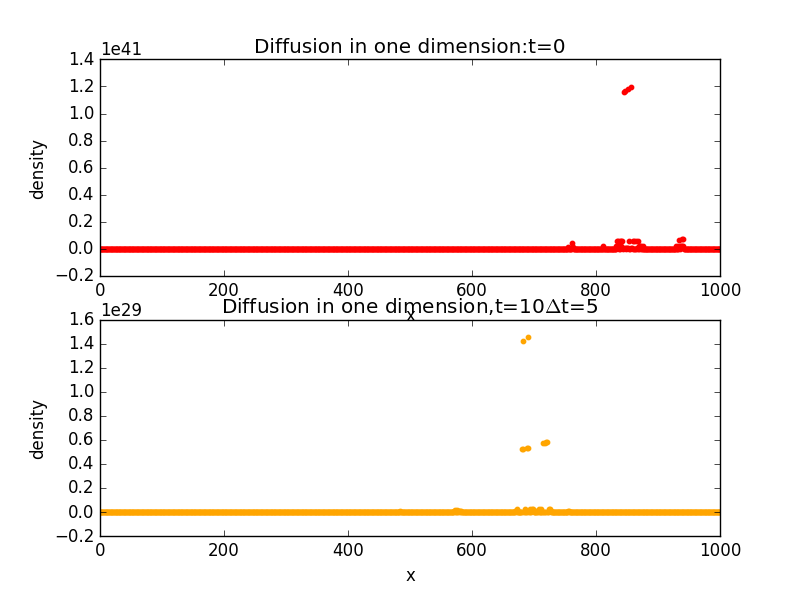 Diffusion in one dimension:t=0
1e41
1.4
1.2
1.0
0.8
0.6
0.4
0.2
0.0
−0.2
density
0 200 400 600 800 1000
x
Diffusion in one dimension,t=10Δt=5
1e29
1.6
1.4
1.2
1.0
0.8
0.6
0.4
0.2
0.0
−0.2
density
0 200 400 600 800 1000
x